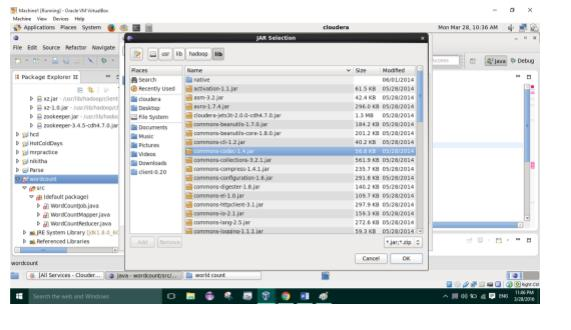 Machine1 [Running] - Oracle VM VirtualBox
Machine View Devices Help
Applications Places System
cloudera
Mon Mar 28, 10:36 AM
File Edit Source Refactor Navigate
JAR Selection
usr lib hadoop lib
Java Debug
Package Explorer
xz.jar - /usr/lib/hadoop/client
xz-1.0.jar - /usr/lib/hadoop/
zookeeper.jar - /usr/lib/hadoop/
zookeeper-3.4.5-cdh4.7.0.jar
hcd
HotColdDays
mrpractice
nikitha
Parse
wordcount
src
(default package)
WordCountJob.java
WordCountMapper.java
WordCountReducer.java
JRE System Library
Referenced Libraries
Places
Search
Recently Used
cloudera
Desktop
File System
Documents
Music
Pictures
Videos
Downloads
client-0.20
Add Remove
Name Size Modified
native 06/01/2014
activation-1.1.jar 61.5 KB 05/28/2014
asm-3.2.jar 42.4 KB 05/28/2014
avro-1.7.4.jar 296.0 KB 05/28/2014
cloudera-jets3t-2.0.0-cdh4.7.0.jar 1.3 MB 05/28/2014
commons-beanutils-1.7.0.jar 184.2 KB 05/28/2014
commons-beanutils-core-1.8.0.jar 201.2 KB 05/28/2014
commons-cli-1.2.jar 40.2 KB 05/28/2014
commons-codec-1.4.jar 56.8 KB 05/28/2014
commons-collections-3.2.1.jar 561.9 KB 05/28/2014
commons-compress-1.4.1.jar 235.7 KB 05/28/2014
commons-configuration-1.6.jar 291.8 KB 05/28/2014
commons-digester-1.8.jar 140.2 KB 05/28/2014
commons-el-1.0.jar 109.7 KB 05/28/2014
commons-httpclient-3.1.jar 297.9 KB 05/28/2014
commons-io-2.1.jar 159.3 KB 05/28/2014
commons-lang-2.5.jar 272.6 KB 05/28/2014
commons-logging-1.1.1.jar 59.3 KB 05/28/2014
*.jar;*.zip
Cancel OK
wordcount
[All Services - Clouder...
Java - wordcount/src/...
world count
Right Ctrl
Search the web and Windows
ENG
11:06 PM
3/28/2016